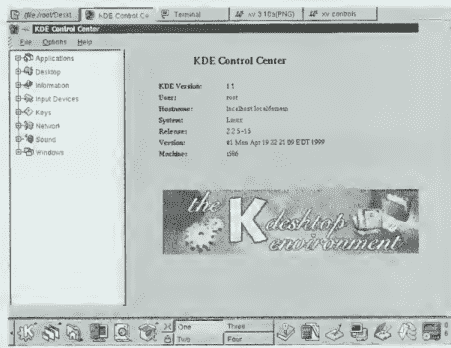 file:/root/Deskt
KDE Control Ce
Terminal
xv 3.10a(PNG)
xv controls
KDE Control Center
File Options Help
Applications
Desktop
Information
Input Devices
Keys
Network
Sound
Windows
KDE Control Center
KDE Version: 1.1
User: root
Hostname: localhost.localdomain
System: Linux
Release: 2.2.5-15
Version: #1 Mon Apr 19 22:21:09 EDT 1999
Machine: i586
the
K desktop
environment
One Three
Two Four